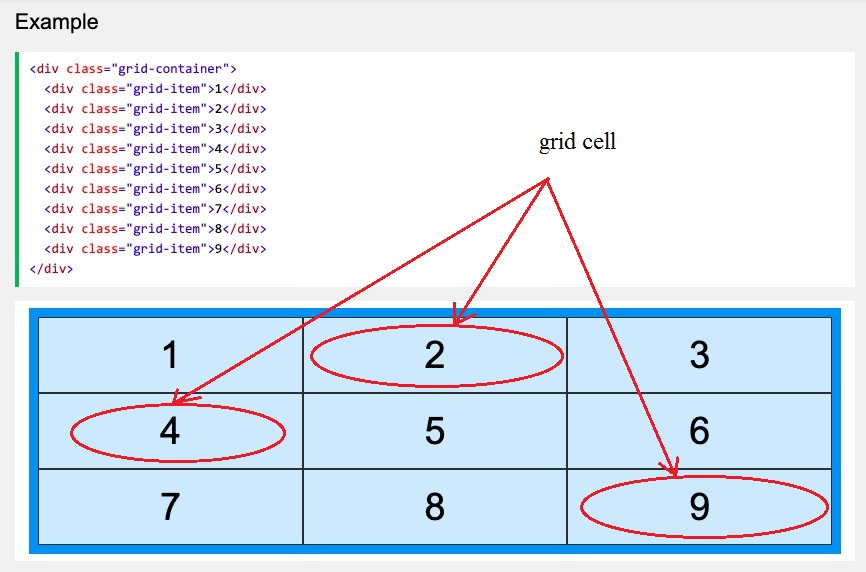 Example
<div class="grid-container">
  <div class="grid-item">1</div>
  <div class="grid-item">2</div>
  <div class="grid-item">3</div>
  <div class="grid-item">4</div>
  <div class="grid-item">5</div>
  <div class="grid-item">6</div>
  <div class="grid-item">7</div>
  <div class="grid-item">8</div>
  <div class="grid-item">9</div>
</div>
grid cell
1 2 3
4 5 6
7 8 9